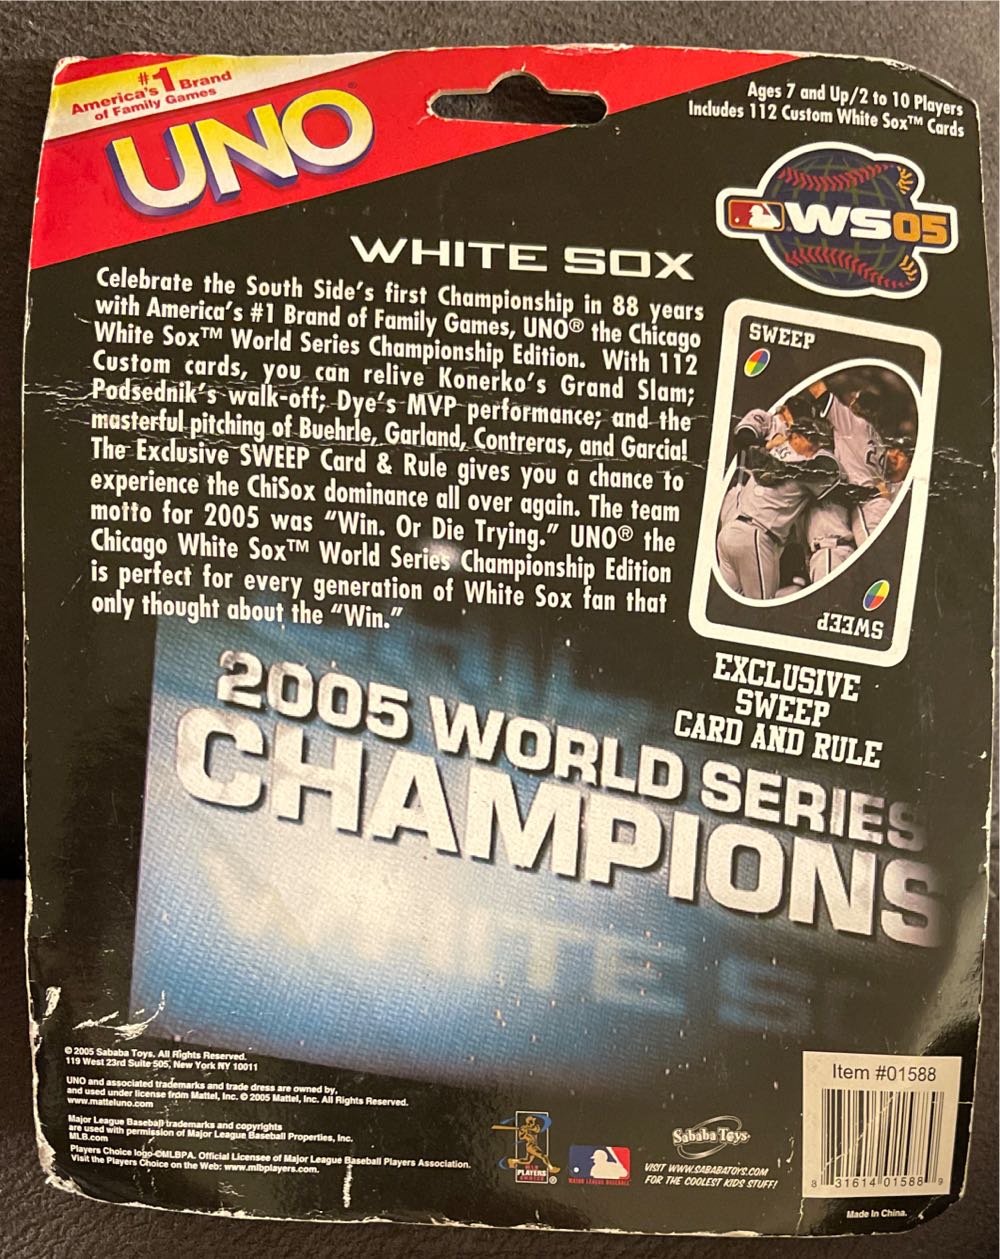 #1
America's Brand
of Family Games
UNO®
Ages 7 and Up/2 to 10 Players
Includes 112 Custom White Sox™ Cards
WS05
WHITE SOX
Celebrate the South Side's first Championship in 88 years
with America's #1 Brand of Family Games, UNO® the Chicago
White Sox™ World Series Championship Edition. With 112
Custom cards, you can relive Konerko's Grand Slam;
Podsednik's walk-off; Dye's MVP performance; and the
masterful pitching of Buehrle, Garland, Contreras, and Garcia!
The Exclusive SWEEP Card & Rule gives you a chance to
experience the ChiSox dominance all over again. The team
motto for 2005 was "Win. Or Die Trying." UNO® the
Chicago White Sox™ World Series Championship Edition
is perfect for every generation of White Sox fan that
only thought about the "Win."
SWEEP
SWEEP
EXCLUSIVE
SWEEP
CARD AND RULE
2005 WORLD SERIES
CHAMPIONS
WHITE S
© 2005 Sababa Toys. All Rights Reserved.
119 West 23rd Suite 505, New York NY 10011
UNO and associated trademarks and trade dress are owned by,
and used under license from Mattel, Inc. © 2005 Mattel, Inc. All Rights Reserved.
www.matteluno.com
Major League Baseball trademarks and copyrights
are used with permission of Major League Baseball Properties, Inc.
MLB.com
Players Choice logo ©MLBPA. Official Licensee of Major League Baseball Players Association.
Visit the Players Choice on the Web: www.mlbplayers.com.
MLB
PLAYERS
CHOICE ®
MAJOR LEAGUE BASEBALL
Sababa Toys
VISIT WWW.SABABATOYS.COM
FOR THE COOLEST KIDS STUFF!
Item #01588
8 31614 01588 9
Made In China.